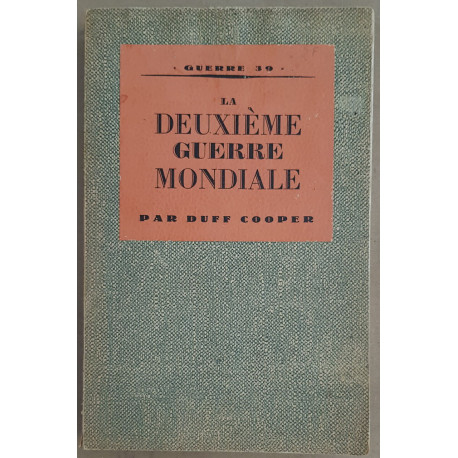 · GUERRE 39 ·
LA
DEUXIÈME
GUERRE
MONDIALE
PAR DUFF COOPER